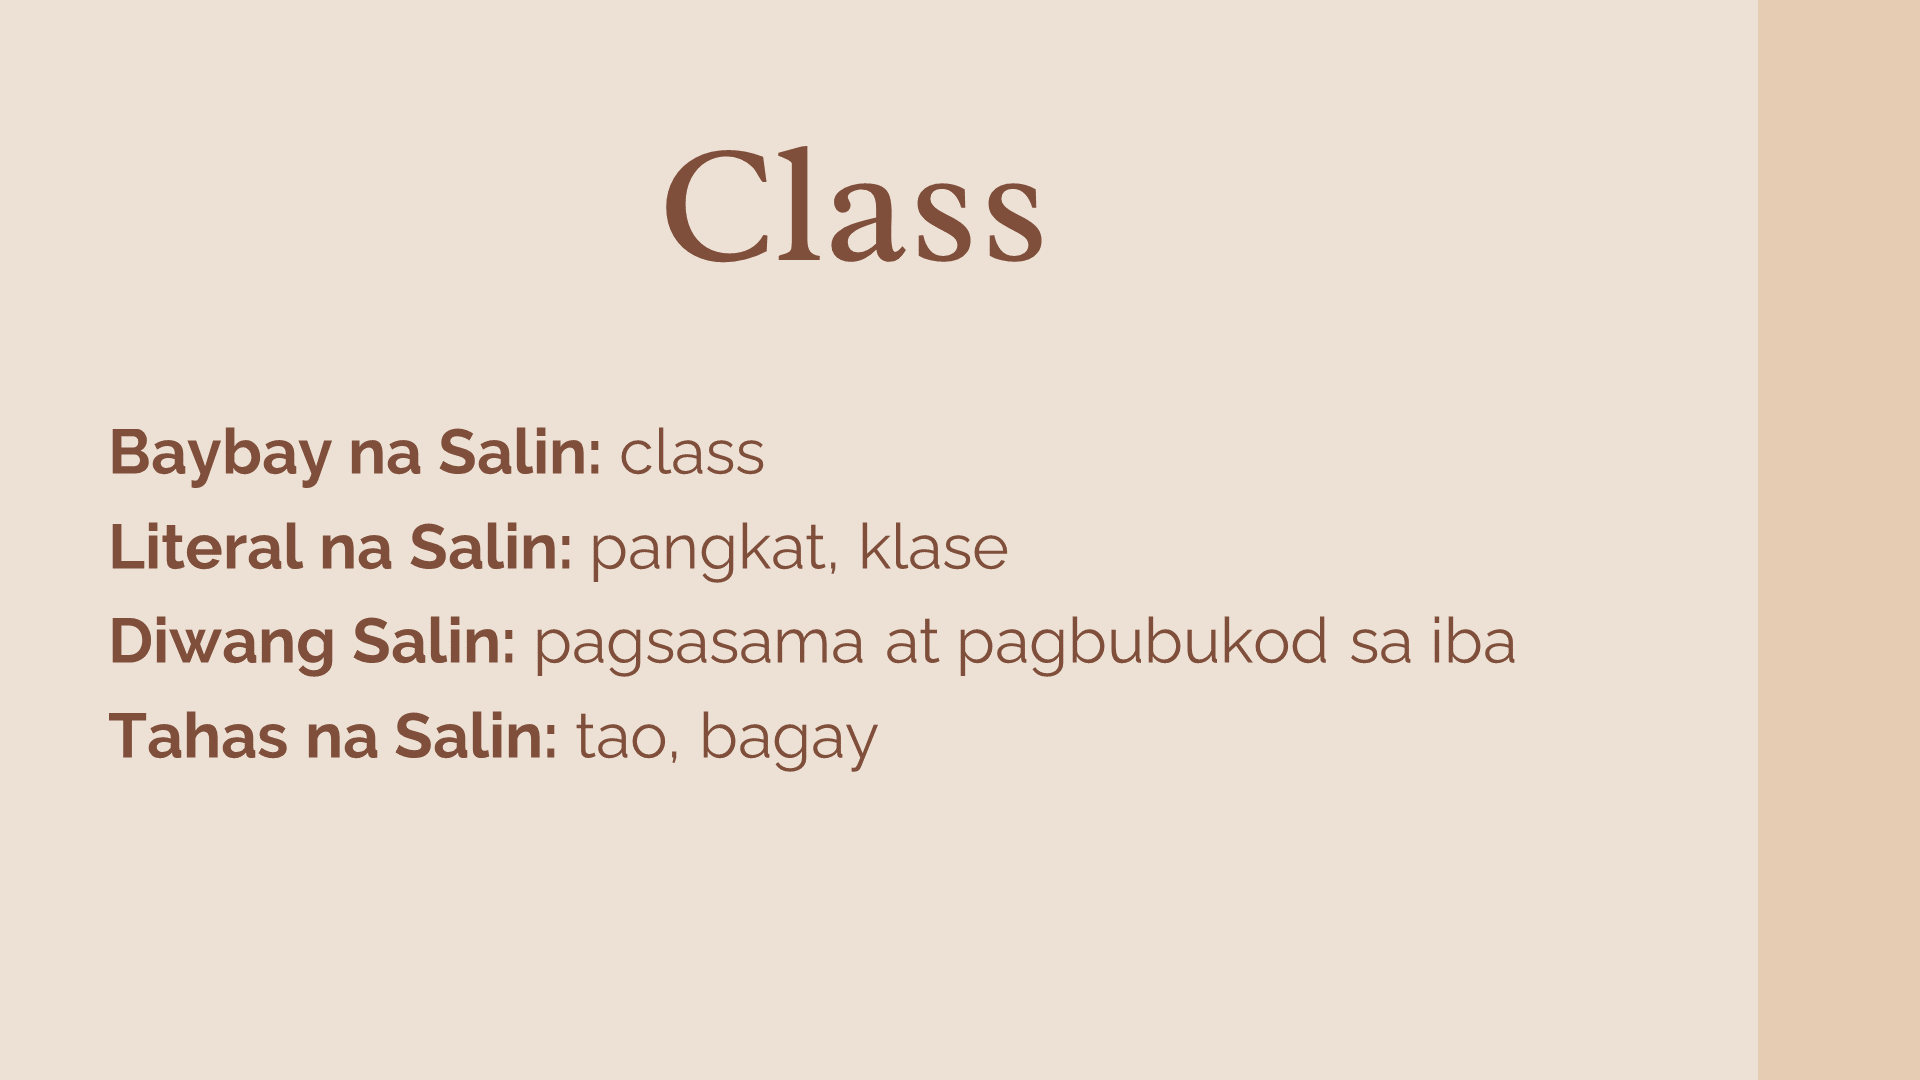 Class
Baybay na Salin: class
Literal na Salin: pangkat, klase
Diwang Salin: pagsasama at pagbubukod sa iba
Tahas na Salin: tao, bagay